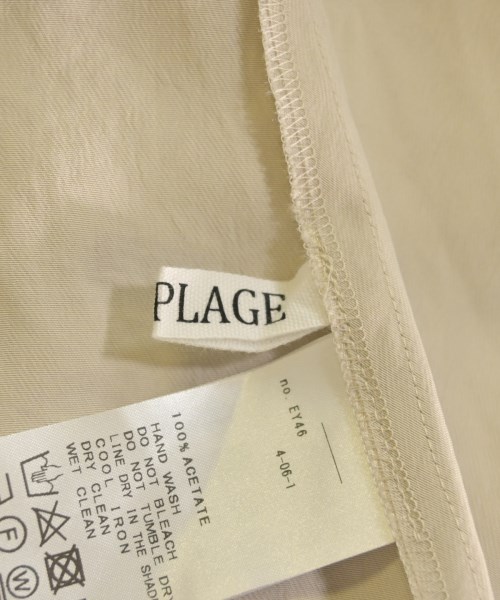 PLAGE
no. EY46
4-06-1
100% ACETATE
HAND WASH
DO NOT BLEACH
DO NOT TUMBLE DRY
LINE DRY IN THE SHADE
COOL IRON
DRY CLEAN
WET CLEAN
F
W